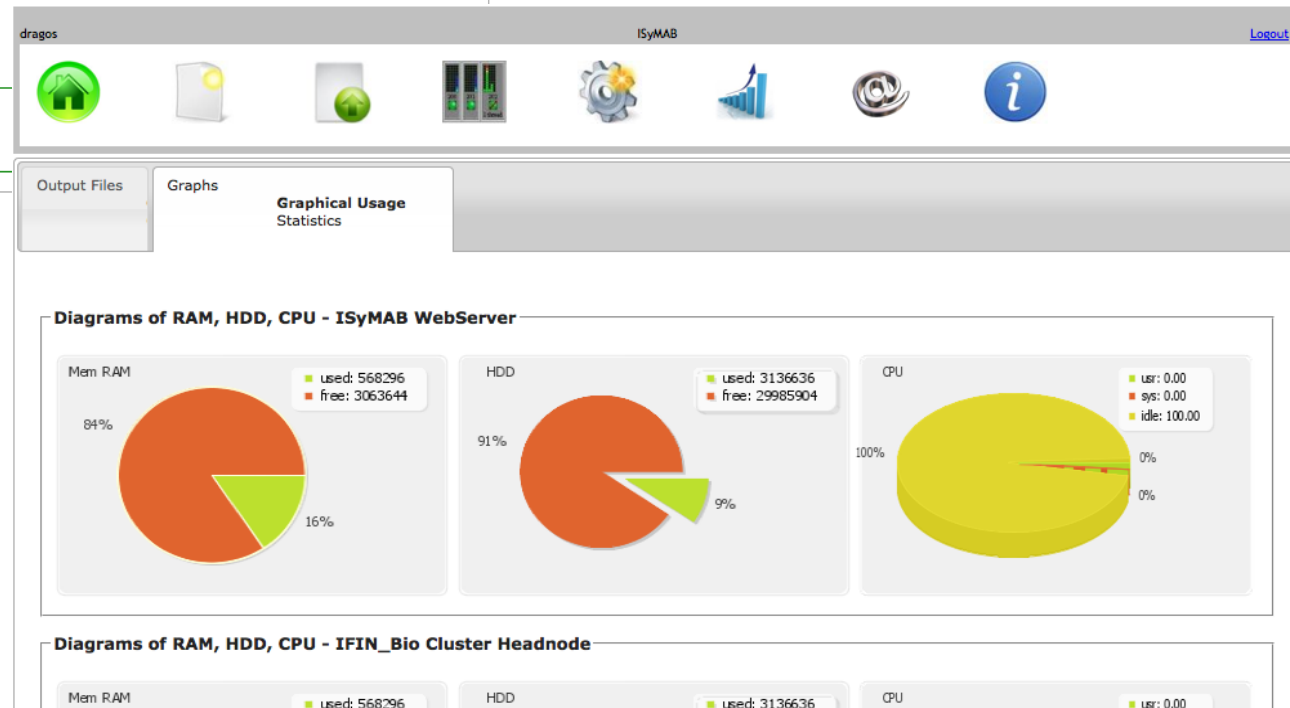 dragos ISyMAB Logout
Output Files
Graphs
Graphical Usage
Statistics
Diagrams of RAM, HDD, CPU - ISyMAB WebServer
Mem RAM
used: 568296
free: 3063644
84%
16%
HDD
used: 3136636
free: 29985904
91%
9%
CPU
usr: 0.00
sys: 0.00
idle: 100.00
100%
0%
0%
Diagrams of RAM, HDD, CPU - IFIN_Bio Cluster Headnode
Mem RAM
used: 568296
HDD
used: 3136636
CPU
usr: 0.00